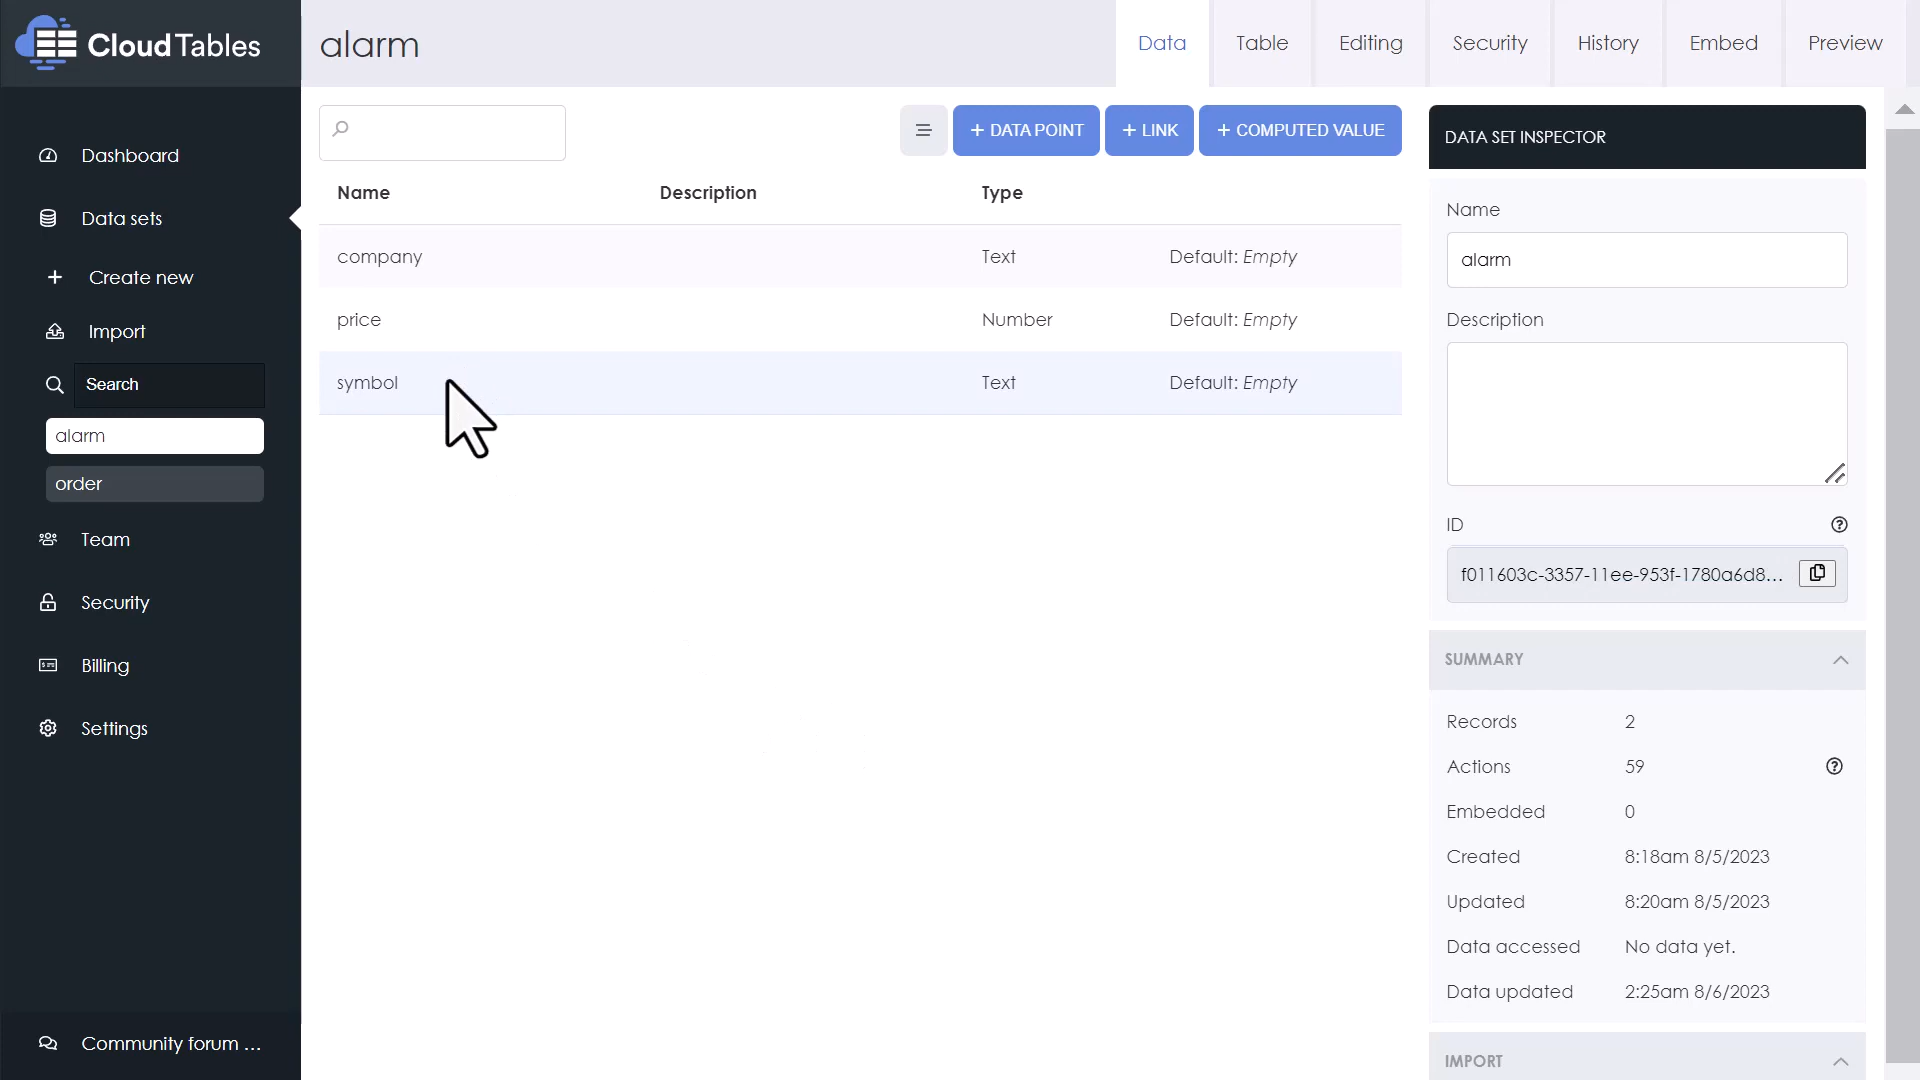 CloudTables
alarm
Data
Table
Editing
Security
History
Embed
Preview
Dashboard
Data sets
Create new
Import
Search
alarm
order
Team
Security
Billing
Settings
Community forum ...
+ DATA POINT
+ LINK
+ COMPUTED VALUE
Name Description Type
company Text Default: Empty
price Number Default: Empty
symbol Text Default: Empty
DATA SET INSPECTOR
Name
alarm
Description
ID
f011603c-3357-11ee-953f-1780a6d8...
SUMMARY
Records 2
Actions 59
Embedded 0
Created 8:18am 8/5/2023
Updated 8:20am 8/5/2023
Data accessed No data yet.
Data updated 2:25am 8/6/2023
IMPORT